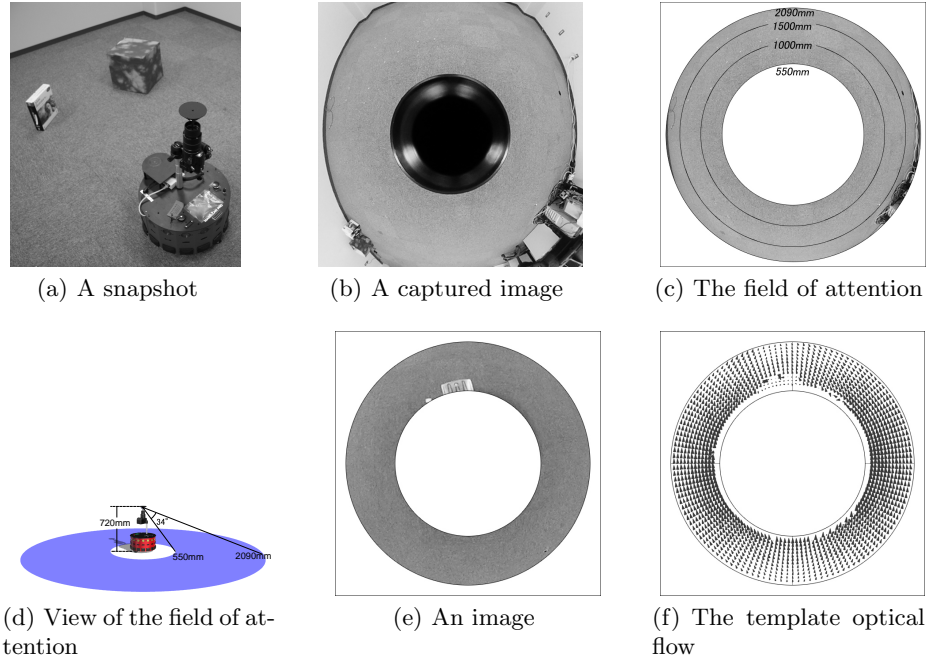 2090mm
1500mm
1000mm
550mm
(a) A snapshot
(b) A captured image
(c) The field of attention
720mm
34°
550mm
2090mm
(d) View of the field of at-
tention
(e) An image
(f) The template optical
flow